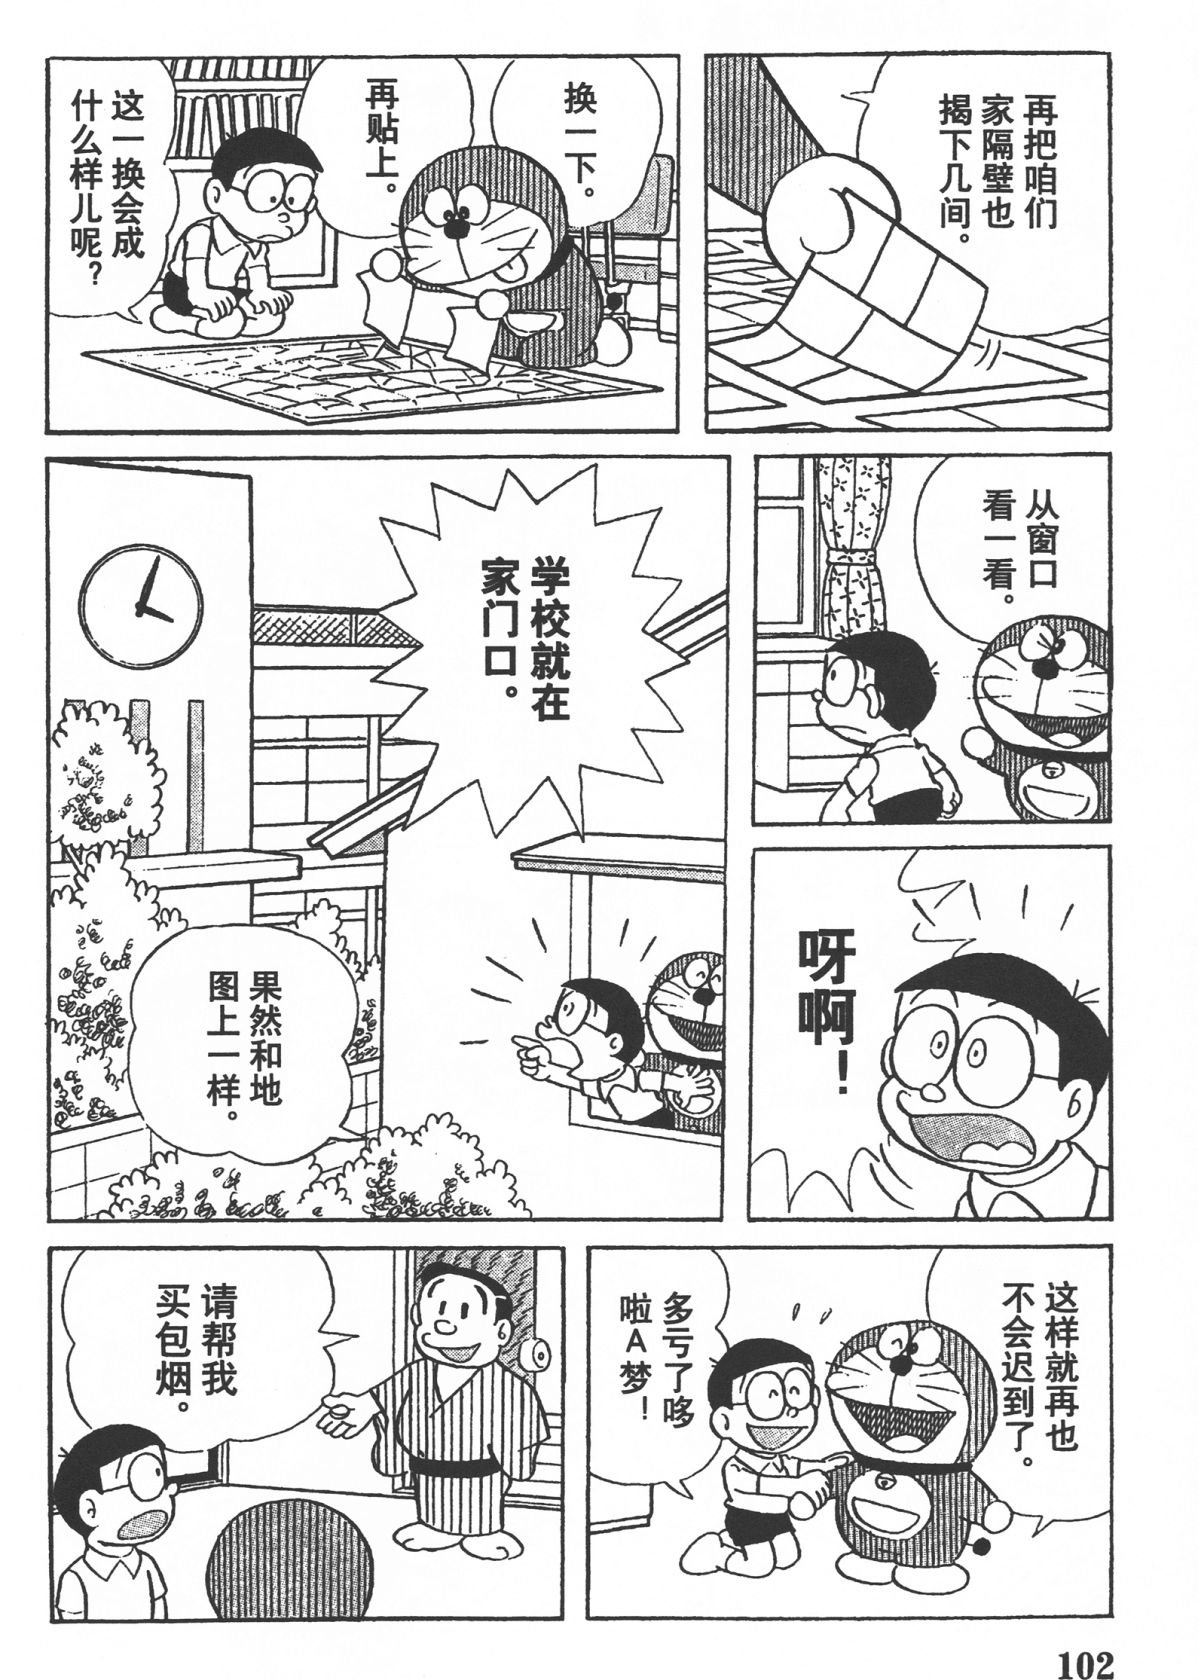 再把咱们
家隔壁也
揭下几间。
换一下。
再贴上。
这一换会成
什么样儿呢？
从窗口
看一看。
呀啊！
学校就在
家门口。
果然和地
图上一样。
这样就再也
不会迟到了。
多亏了哆
啦A梦！
请帮我
买包烟。
102